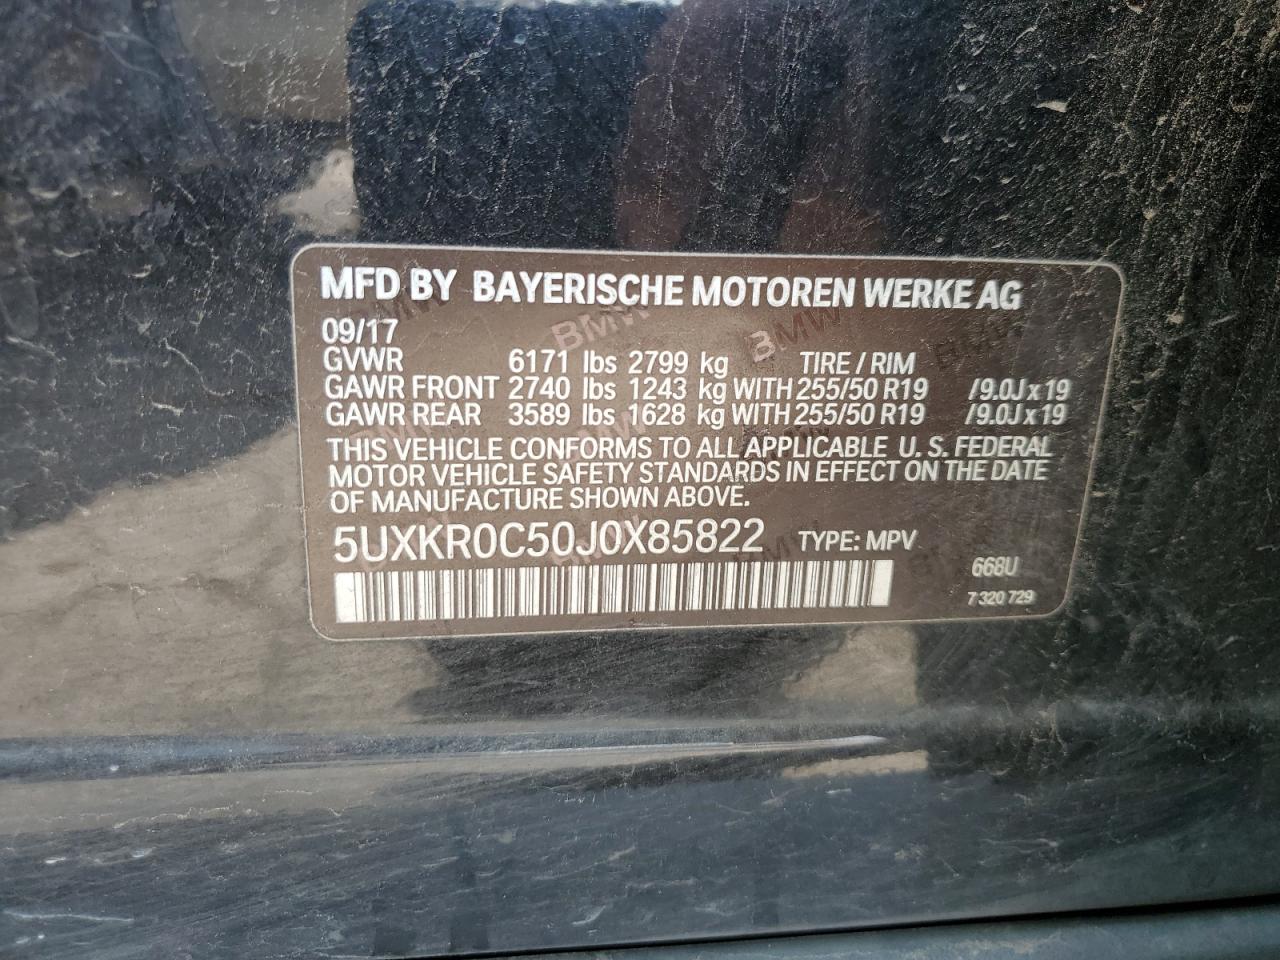 MFD BY BAYERISCHE MOTOREN WERKE AG
09/17
GVWR 6171 lbs 2799 kg TIRE / RIM
GAWR FRONT 2740 lbs 1243 kg WITH 255/50 R19 /9.0J x 19
GAWR REAR 3589 lbs 1628 kg WITH 255/50 R19 /9.0J x 19
THIS VEHICLE CONFORMS TO ALL APPLICABLE U. S. FEDERAL
MOTOR VEHICLE SAFETY STANDARDS IN EFFECT ON THE DATE
OF MANUFACTURE SHOWN ABOVE.
5UXKR0C50J0X85822 TYPE: MPV
668U
7 320 729